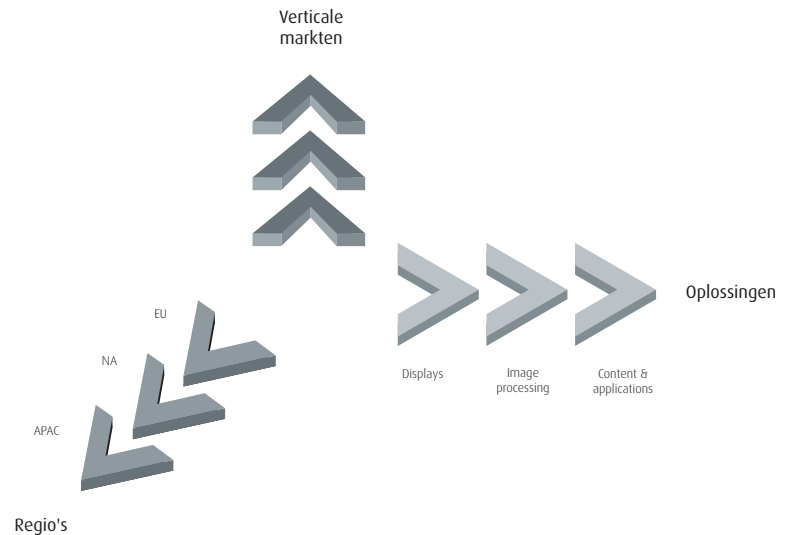 Verticale
markten
Oplossingen
EU
NA
Displays
Image
processing
Content &
applications
APAC
Regio's